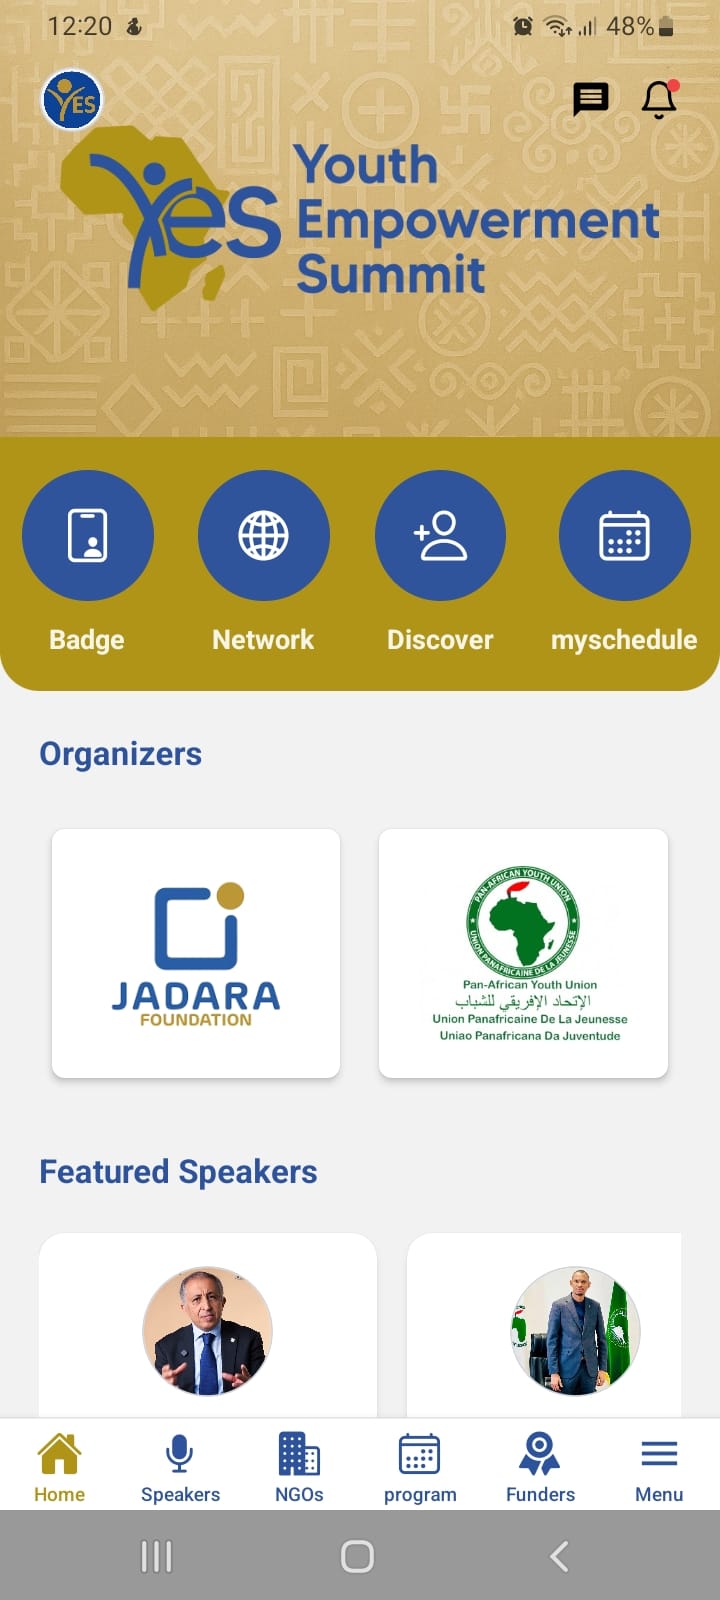 12:20
48%
YES
Yes
Youth
Empowerment
Summit
Badge
Network
Discover
myschedule
Organizers
JADARA
FOUNDATION
PAN-AFRICAN YOUTH UNION
UNION PANAFRICAINE DE LA JEUNESSE
Pan-African Youth Union
الإتحاد الإفريقي للشباب
Union Panafricaine De La Jeunesse
Uniao Panafricana Da Juventude
Featured Speakers
Home
Speakers
NGOs
program
Funders
Menu